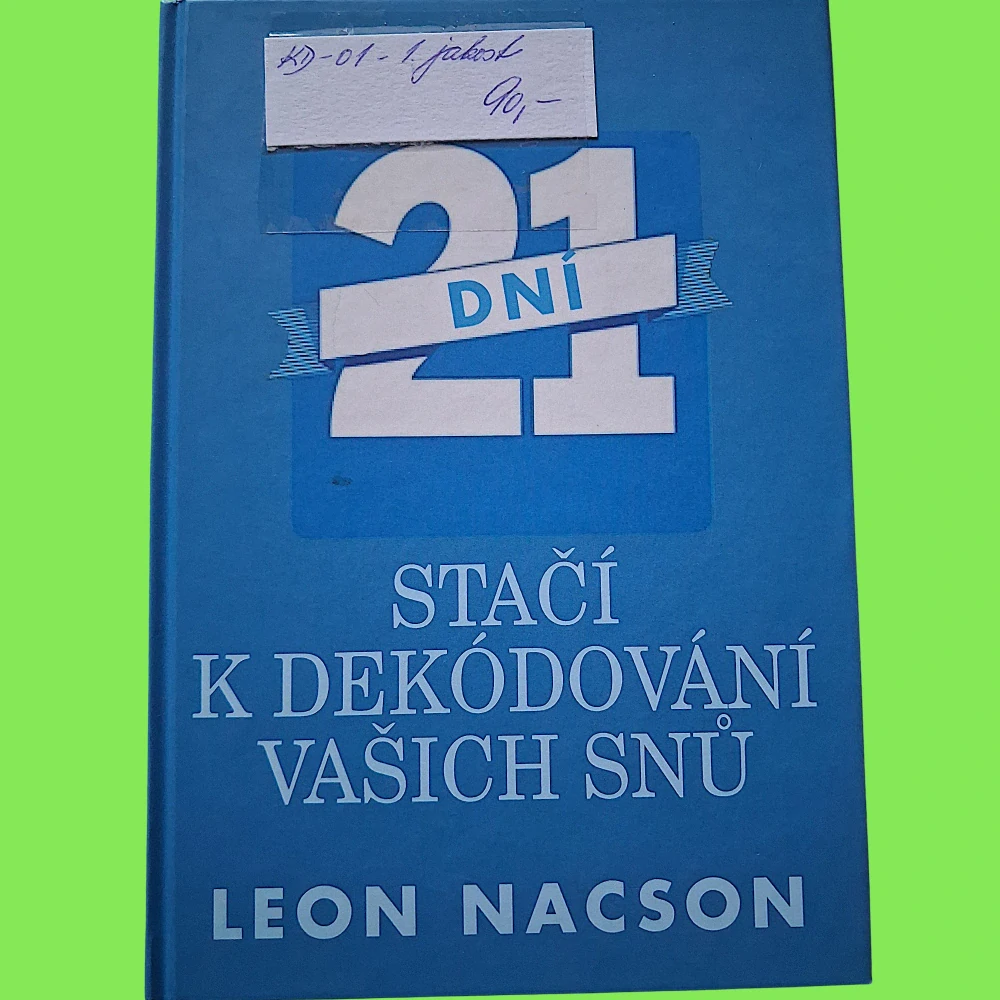 KD-01-1. jakost
90,-
21
DNÍ
STAČÍ
K DEKÓDOVÁNÍ
VAŠICH SNŮ
LEON NACSON